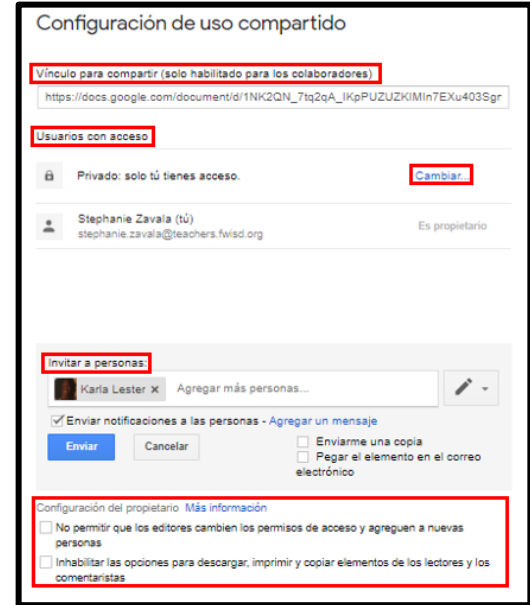 Configuración de uso compartido
Vínculo para compartir (solo habilitado para los colaboradores)
https://docs.google.com/document/d/1NK2QN_7tq2qA_IKpPUZUZKIMIn7EXu403Sgr
Usuarios con acceso
Privado: solo tú tienes acceso.
Cambiar...
Stephanie Zavala (tú)
Es propietario
stephanie.zavala@teachers.fwisd.org
Invitar a personas:
Karla Lester x Agregar más personas...
Enviar notificaciones a las personas - Agregar un mensaje
Enviar Cancelar
Enviarme una copia
Pegar el elemento en el correo
electrónico
Configuración del propietario Más información
No permitir que los editores cambien los permisos de acceso y agreguen a nuevas
personas
Inhabilitar las opciones para descargar, imprimir y copiar elementos de los lectores y los
comentaristas